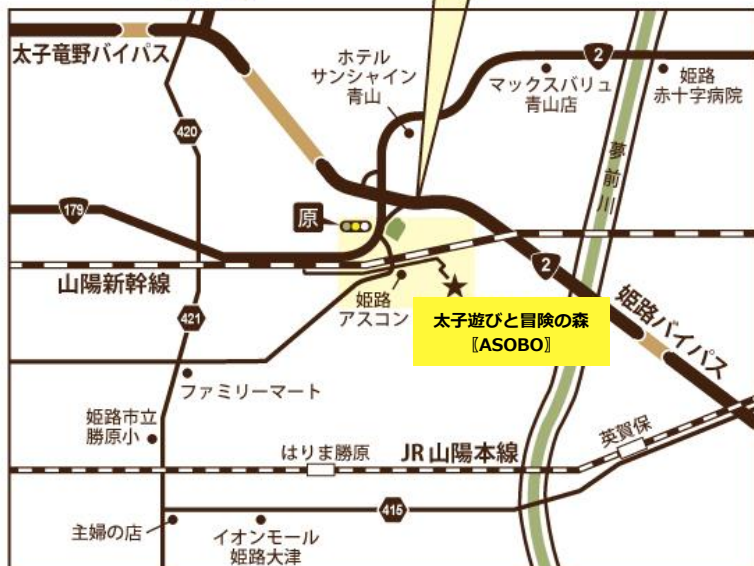 太子竜野バイパス
ホテル
サンシャイン
青山
2
マックスバリュ
青山店
姫路
赤十字病院
420
夢前川
179
原
山陽新幹線
2
姫路
アスコン
太子遊びと冒険の森
〖ASOBO〗
姫路バイパス
421
ファミリーマート
姫路市立
勝原小
はりま勝原
JR山陽本線
英賀保
415
主婦の店
イオンモール
姫路大津